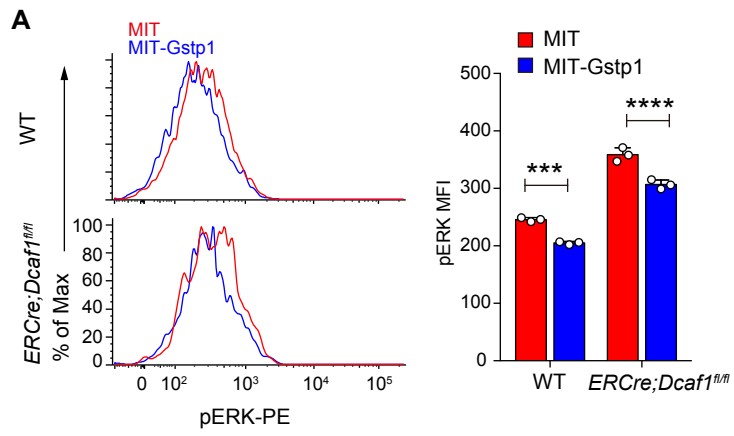 A
MIT
MIT-Gstp1
WT
ERCre;Dcaf1fl/fl
% of Max
100
80
60
40
20
0
0 10² 10³ 10⁴ 10⁵
pERK-PE
MIT
MIT-Gstp1
pERK MFI
500
400
300
200
100
0
***
****
WT ERCre;Dcaf1fl/fl